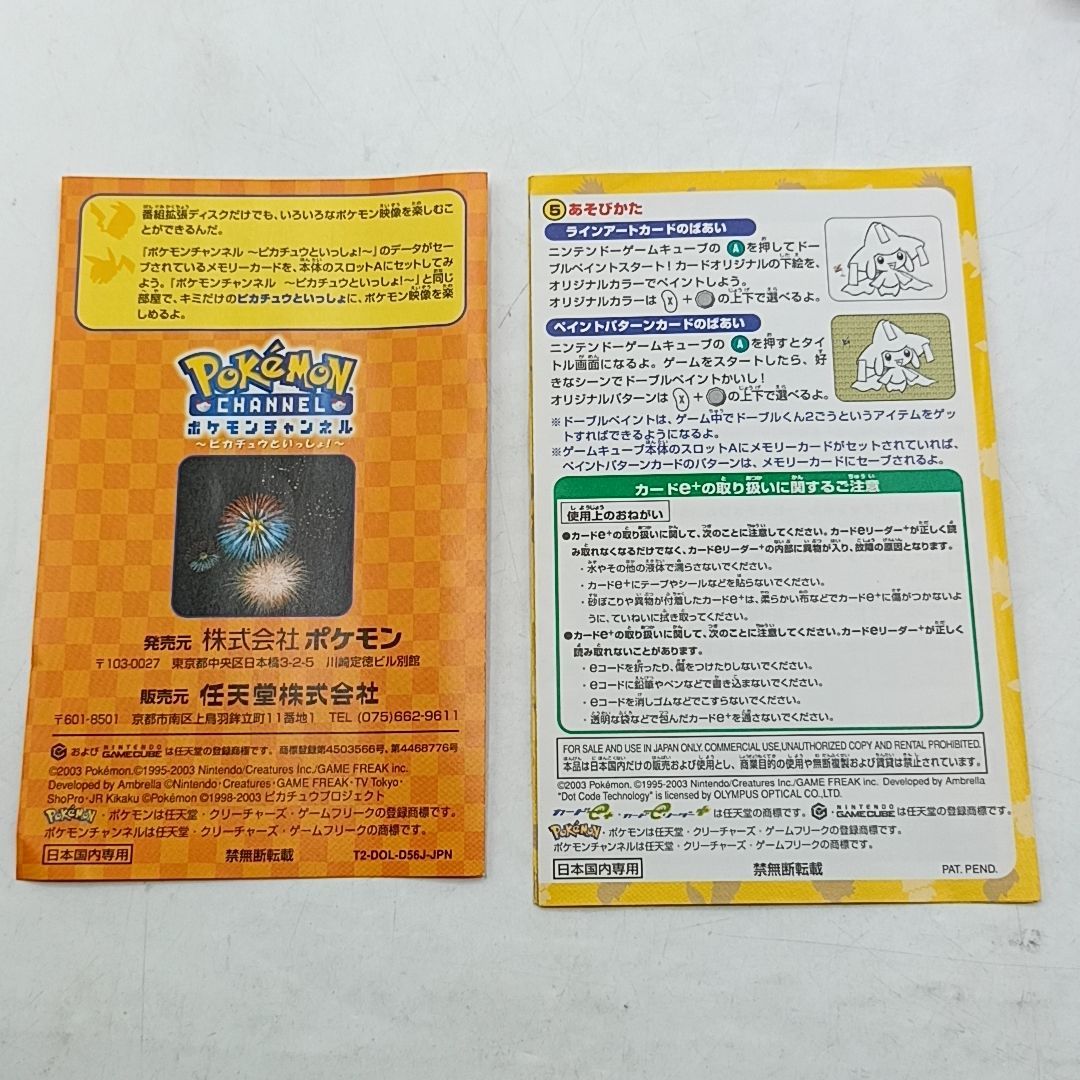 番組拡張ディスクだけでも、いろいろなポケモン映像を楽しむこ
とができるんだ。
「ポケモンチャンネル ～ピカチュウといっしょ！～」のデータがセー
ブされているメモリーカードを、本体のスロットAにセットしてみ
よう。「ポケモンチャンネル ～ピカチュウといっしょ！～」と同じ
部屋で、キミだけのピカチュウといっしょに、ポケモン映像を楽
しめるよ。
POKéMON
CHANNEL
ポケモンチャンネル
～ピカチュウといっしょ！～
発売元 株式会社 ポケモン
〒103-0027 東京都中央区日本橋3-2-5 川崎定徳ビル別館
販売元 任天堂株式会社
〒601-8501 京都市南区上鳥羽鉾立町11番地1 TEL (075)662-9611
および NINTENDO GAMECUBE は任天堂の登録商標です。 商標登録第4503566号、第4468776号
©2003 Pokémon.©1995-2003 Nintendo/Creatures Inc./GAME FREAK inc.
Developed by Ambrella ©Nintendo・Creatures・GAME FREAK・TV Tokyo・
ShoPro・JR Kikaku ©Pokémon ©1998-2003 ピカチュウプロジェクト
POKéMON・ポケモンは任天堂・クリーチャーズ・ゲームフリークの登録商標です。
ポケモンチャンネルは任天堂・クリーチャーズ・ゲームフリークの商標です。
日本国内専用 禁無断転載 T2-DOL-D56J-JPN
5 あそびかた
ラインアートカードのばあい
ニンテンドーゲームキューブの A を押してドー
ブルペイントスタート！カードオリジナルの下絵を、
オリジナルカラーでペイントしよう。
オリジナルカラーは X + の上下で選べるよ。
ペイントパターンカードのばあい
ニンテンドーゲームキューブの A を押すとタイ
トル画面になるよ。ゲームをスタートしたら、好
きなシーンでドーブルペイントかいし！
オリジナルパターンは X + の上下で選べるよ。
※ドーブルペイントは、ゲーム中でドーブルくん2ごうというアイテムをゲッ
トすればできるようになるよ。
※ゲームキューブ本体のスロットAにメモリーカードがセットされていれば、
ペイントパターンカードのパターンは、メモリーカードにセーブされるよ。
カードe+の取り扱いに関するご注意
使用上のおねがい
●カードe+の取り扱いに関して、次のことに注意してください。カードeリーダー+が正しく読
み取れなくなるだけでなく、カードeリーダー+の内部に異物が入り、故障の原因となります。
・水やその他の液体で濡らさないでください。
・カードe+にテープやシールなどを貼らないでください。
・砂ぼこりや異物が付着したカードe+は、柔らかい布などでカードe+に傷がつかないよ
うに、ていねいに拭き取ってください。
●カードe+の取り扱いに関して、次のことに注意してください。カードeリーダー+が正しく
読み取れないことがあります。
・eコードを折ったり、傷をつけたりしないでください。
・eコードに鉛筆やペンなどで書き込まないでください。
・eコードを消しゴムなどでこすらないでください。
・透明な袋などで包んだカードe+を通さないでください。
FOR SALE AND USE IN JAPAN ONLY. COMMERCIAL USE,UNAUTHORIZED COPY AND RENTAL PROHIBITED.
本品は日本国内だけの販売および使用とし、商業目的の使用や無断複製および賃貸は禁止されています。
©2003 Pokémon. ©1995-2003 Nintendo/Creatures Inc./GAME FREAK inc. Developed by Ambrella
"Dot Code Technology" is licensed by OLYMPUS OPTICAL CO.,LTD.
カードe+・カードeリーダー+ は任天堂の商標です。 NINTENDO GAMECUBE は任天堂の登録商標です。
POKéMON・ポケモンは任天堂・クリーチャーズ・ゲームフリークの登録商標です。
ポケモンチャンネルは任天堂・クリーチャーズ・ゲームフリークの商標です。
日本国内専用 禁無断転載 PAT. PEND.